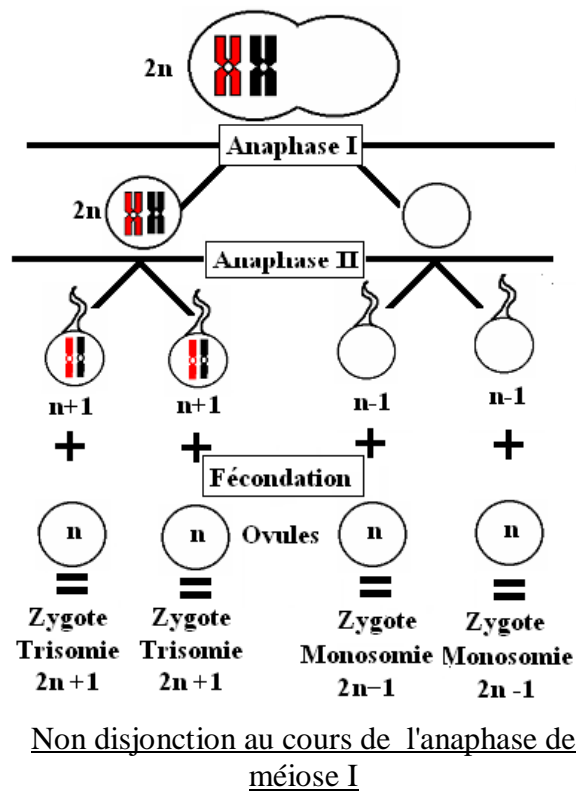 2n
Anaphase I
2n
Anaphase II
n+1 n+1 n-1 n-1
+ + + +
Fécondation
n n Ovules n n
= = = =
Zygote Zygote Zygote Zygote
Trisomie Trisomie Monosomie Monosomie
2n +1 2n +1 2n−1 2n -1
Non disjonction au cours de l'anaphase de
méiose I